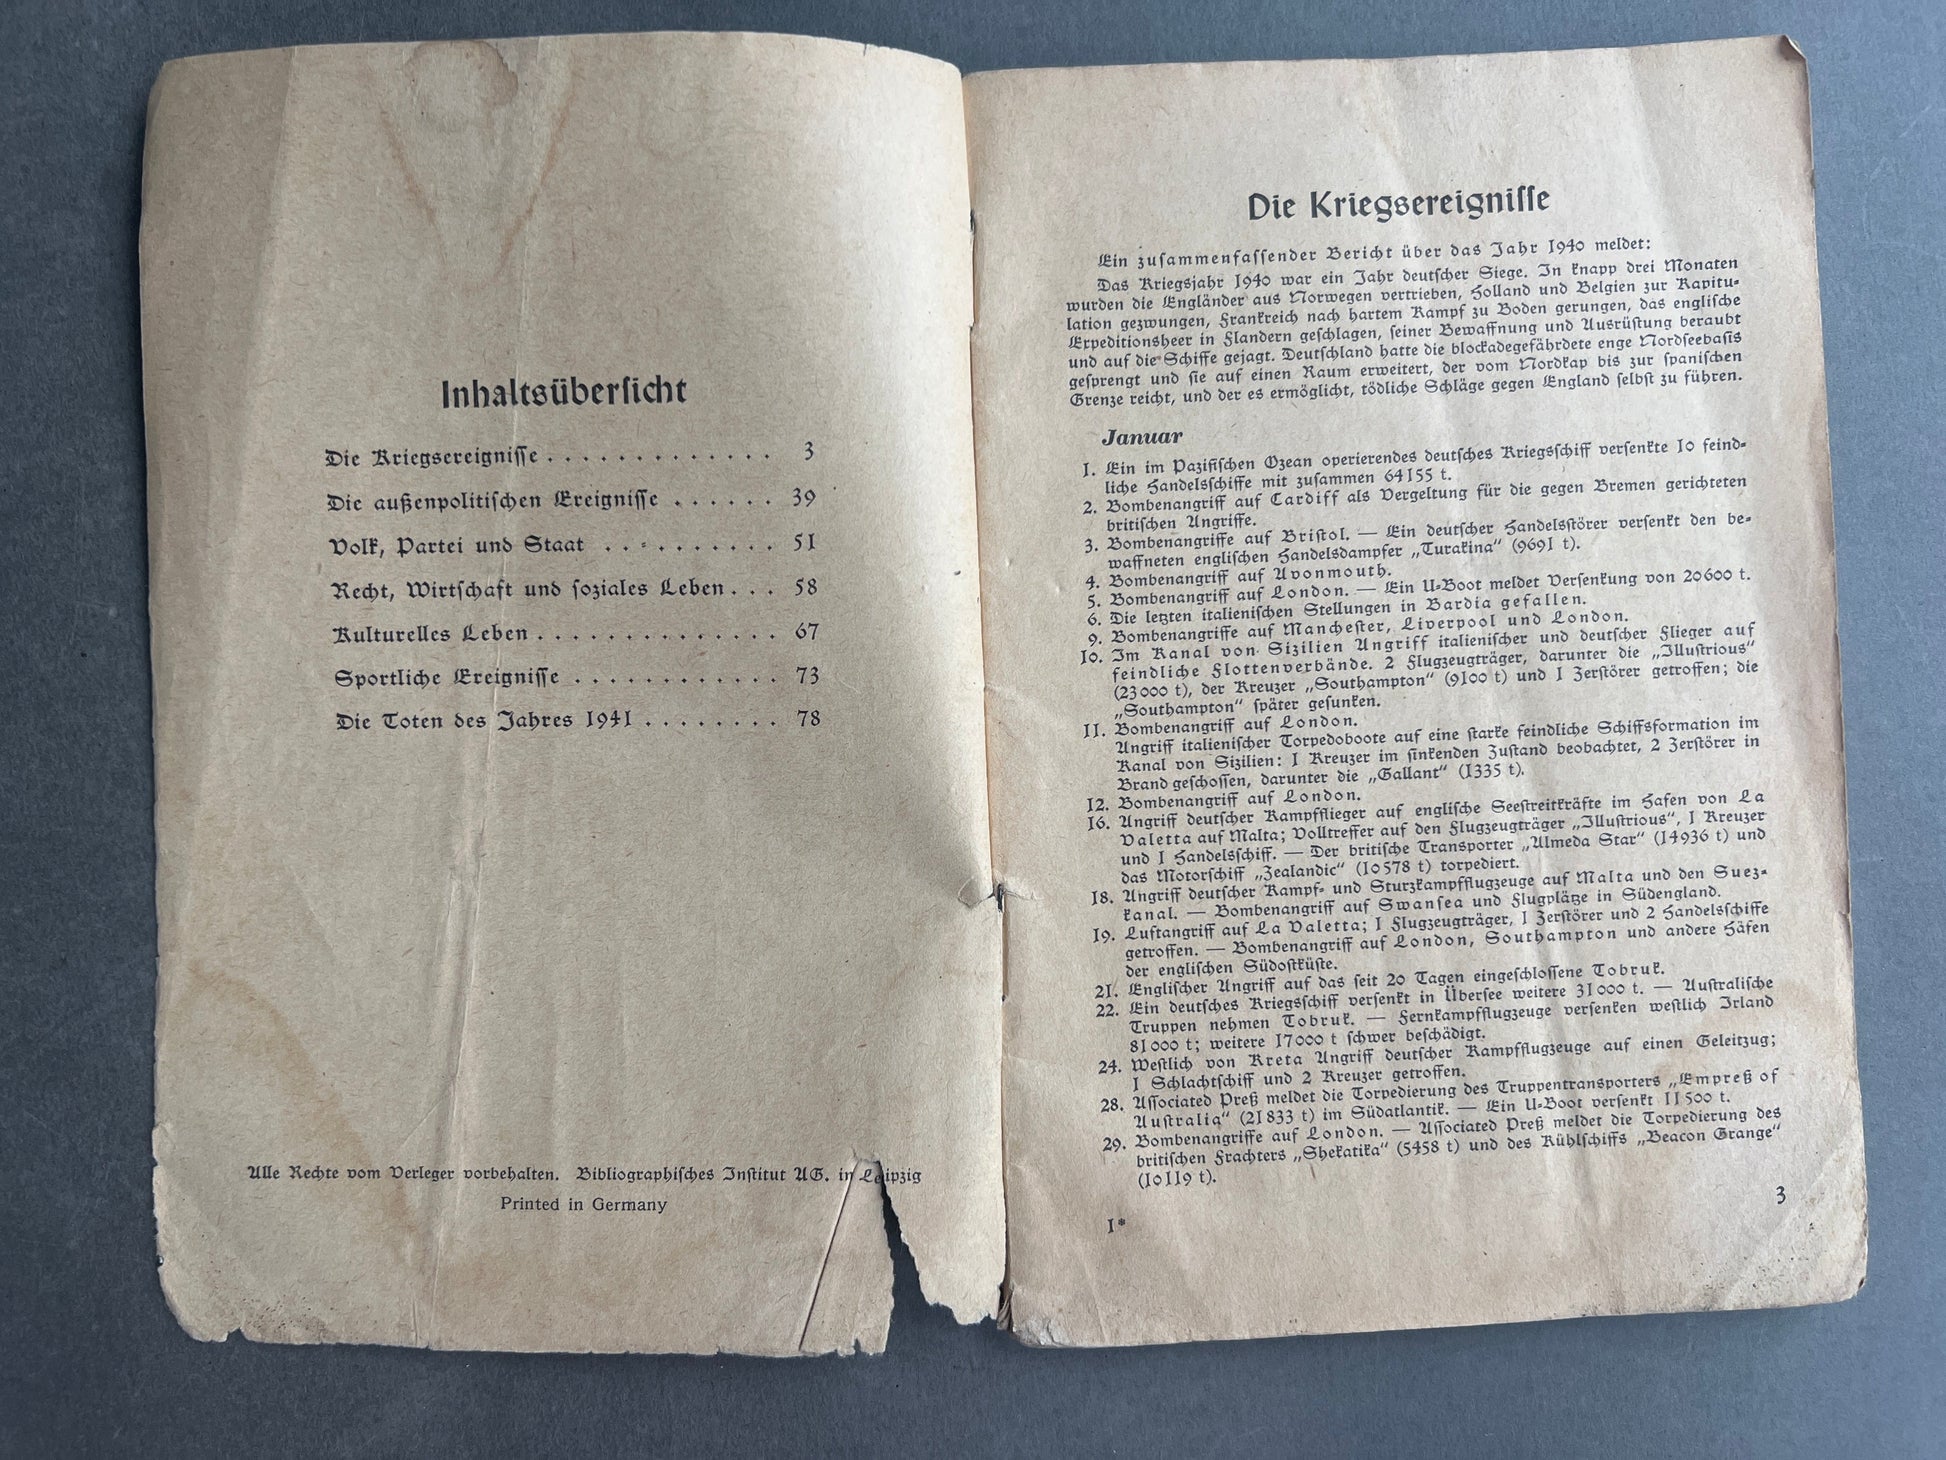 Inhaltsübersicht
Die Kriegsereignisse . . . . . . . . . . . . . 3
Die außenpolitischen Ereignisse . . . . . . 39
Volk, Partei und Staat . . . . . . . . . . 51
Recht, Wirtschaft und soziales Leben . . . 58
Kulturelles Leben . . . . . . . . . . . . . . 67
Sportliche Ereignisse . . . . . . . . . . . . 73
Die Toten des Jahres 1941 . . . . . . . . 78
Alle Rechte vom Verleger vorbehalten. Bibliographisches Institut AG. in Leipzig
Printed in Germany
Die Kriegsereignisse
Ein zusammenfassender Bericht über das Jahr 1940 meldet:
Das Kriegsjahr 1940 war ein Jahr deutscher Siege. In knapp drei Monaten
wurden die Engländer aus Norwegen vertrieben, Holland und Belgien zur Kapitu-
lation gezwungen, Frankreich nach hartem Kampf zu Boden gerungen, das englische
Expeditionsheer in Flandern geschlagen, seiner Bewaffnung und Ausrüstung beraubt
und auf die Schiffe gejagt. Deutschland hatte die blockadegefährdete enge Nordseebasis
gesprengt und sie auf einen Raum erweitert, der vom Nordkap bis zur spanischen
Grenze reicht, und der es ermöglicht, tödliche Schläge gegen England selbst zu führen.
Januar
1. Ein im Pazifischen Ozean operierendes deutsches Kriegsschiff versenkte 10 feind-
liche Handelsschiffe mit zusammen 64155 t.
2. Bombenangriff auf Cardiff als Vergeltung für die gegen Bremen gerichteten
britischen Angriffe.
3. Bombenangriffe auf Bristol. — Ein deutscher Handelsstörer versenkt den be-
waffneten englischen Handelsdampfer „Turakina“ (9691 t).
4. Bombenangriff auf Avonmouth.
5. Bombenangriff auf London. — Ein U-Boot meldet Versenkung von 20600 t.
6. Die letzten italienischen Stellungen in Bardia gefallen.
9. Bombenangriffe auf Manchester, Liverpool und London.
10. Im Kanal von Sizilien Angriff italienischer und deutscher Flieger auf
feindliche Flottenverbände. 2 Flugzeugträger, darunter die „Illustrious“
(23000 t), der Kreuzer „Southampton“ (9100 t) und 1 Zerstörer getroffen; die
„Southampton“ später gesunken.
11. Bombenangriff auf London.
Angriff italienischer Torpedoboote auf eine starke feindliche Schiffsformation im
Kanal von Sizilien: 1 Kreuzer im sinkenden Zustand beobachtet, 2 Zerstörer in
Brand geschossen, darunter die „Gallant“ (1335 t).
12. Bombenangriff auf London.
16. Angriff deutscher Kampfflieger auf englische Seestreitkräfte im Hafen von La
Valetta auf Malta; Volltreffer auf den Flugzeugträger „Illustrious“, 1 Kreuzer
und 1 Handelsschiff. — Der britische Transporter „Almeda Star“ (14936 t) und
das Motorschiff „Zealandic“ (10578 t) torpediert.
18. Angriff deutscher Kampf- und Sturzkampfflugzeuge auf Malta und den Suez-
kanal. — Bombenangriff auf Swansea und Flugplätze in Südengland.
19. Luftangriff auf La Valetta; 1 Flugzeugträger, 1 Zerstörer und 2 Handelsschiffe
getroffen. — Bombenangriff auf London, Southampton und andere Häfen
der englischen Südostküste.
21. Englischer Angriff auf das seit 20 Tagen eingeschlossene Tobruk.
22. Ein deutsches Kriegsschiff versenkt in Übersee weitere 31000 t. — Australische
Truppen nehmen Tobruk. — Fernkampfflugzeuge versenken westlich Irland
81000 t; weitere 17000 t schwer beschädigt.
24. Westlich von Kreta Angriff deutscher Kampfflugzeuge auf einen Geleitzug;
1 Schlachtschiff und 2 Kreuzer getroffen.
28. Associated Preß meldet die Torpedierung des Truppentransporters „Empreß of
Australia“ (21833 t) im Südatlantik. — Ein U-Boot versenkt 11500 t.
29. Bombenangriffe auf London. — Associated Preß meldet die Torpedierung des
britischen Frachters „Shekatika“ (5458 t) und des Kühlschiffs „Beacon Grange“
(10119 t).
3
1*